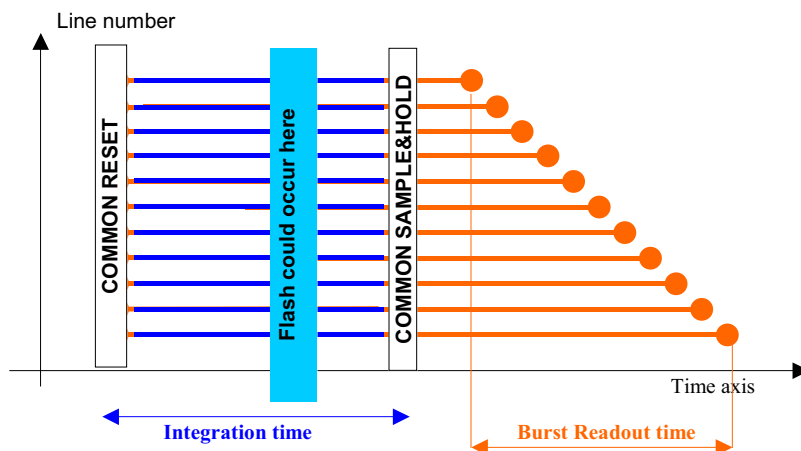 Line number
COMMON RESET
Flash could occur here
COMMON SAMPLE&HOLD
Time axis
Integration time
Burst Readout time